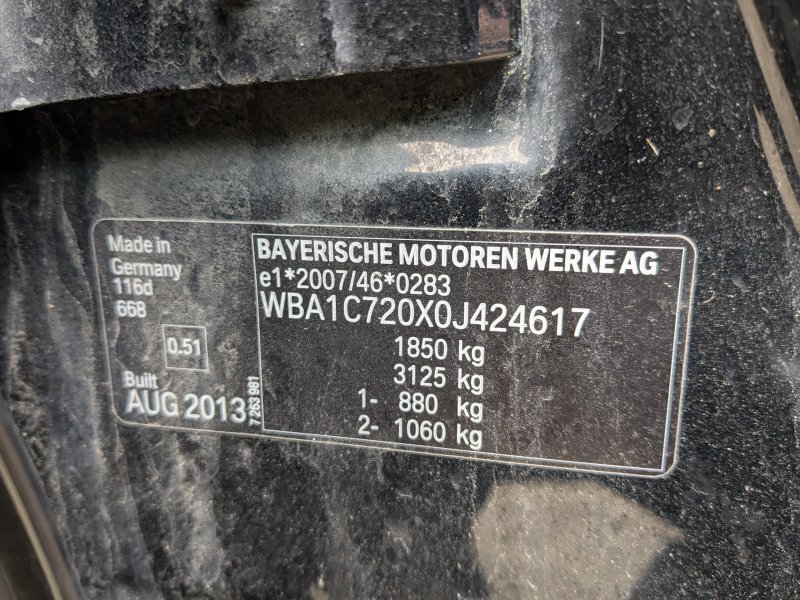 Made in
Germany
116d
668
0.51
Built
AUG 2013
7 263 981
BAYERISCHE MOTOREN WERKE AG
e1*2007/46*0283
WBA1C720X0J424617
1850 kg
3125 kg
1- 880 kg
2- 1060 kg